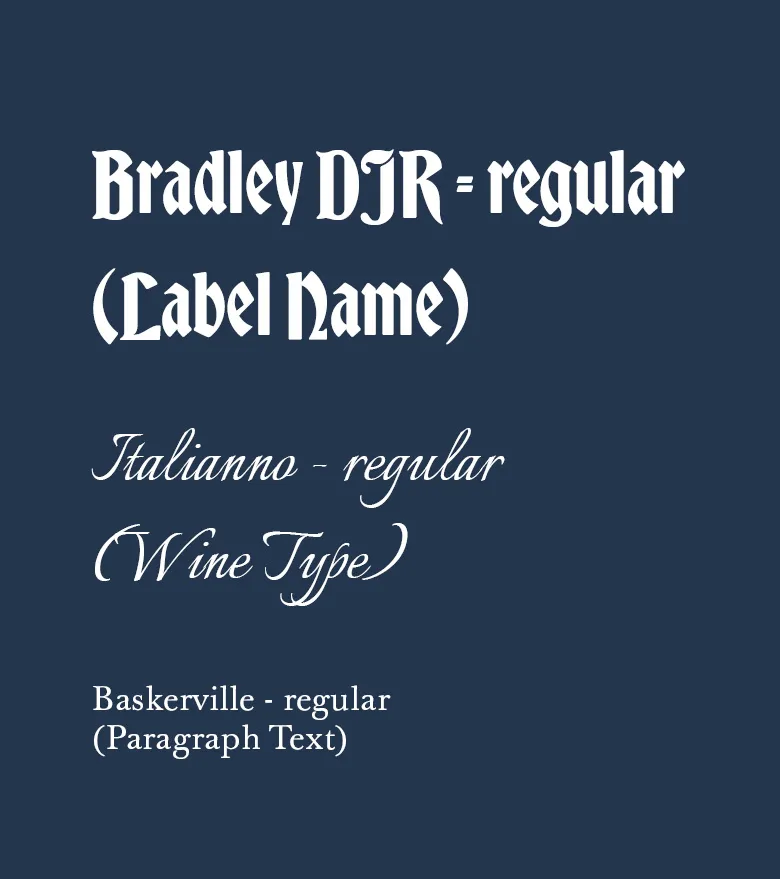 Bradley DJR - regular
(Label Name)
Italianno - regular
(Wine Type)
Baskerville - regular
(Paragraph Text)